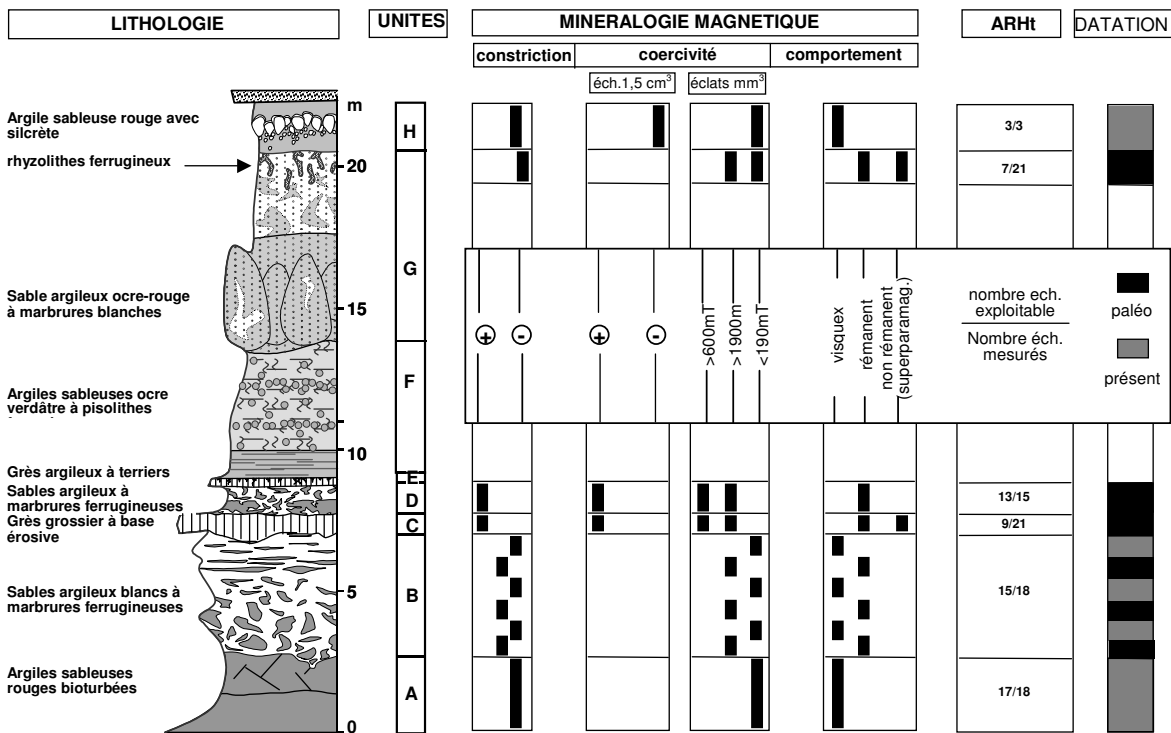 LITHOLOGIE
UNITES
MINERALOGIE MAGNETIQUE
ARHt
DATATION
constriction
coercivité
comportement
éch.1,5 cm³
éclats mm³
m
Argile sableuse rouge avec
silcrète
rhyzolithes ferrugineux
20
H
3/3
7/21
Sable argileux ocre-rouge
à marbrures blanches
15
G
+
-
+
-
>600mT
>1900m
<190mT
visquex
rémanent
non rémanent
(superparamag.)
nombre ech.
exploitable
Nombre éch.
mesurés
paléo
présent
Argiles sableuses ocre
verdâtre à pisolithes
F
10
Grès argileux à terriers
E
Sables argileux à
marbrures ferrugineuses
D
13/15
Grès grossier à base
érosive
C
9/21
Sables argileux blancs à
marbrures ferrugineuses
5
B
15/18
Argiles sableuses
rouges bioturbées
A
17/18
0